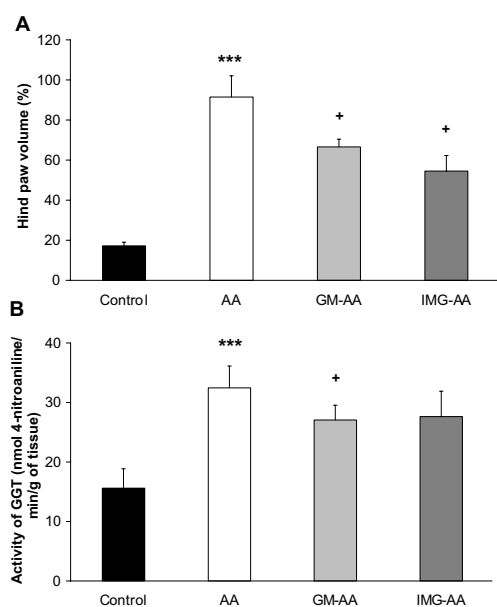 A
Hind paw volume (%)
120
100
80
60
40
20
0
***
+
+
Control AA GM-AA IMG-AA
B
Activity of GGT (nmol 4-nitroaniline/
min/g of tissue)
40
30
20
10
0
***
+
Control AA GM-AA IMG-AA